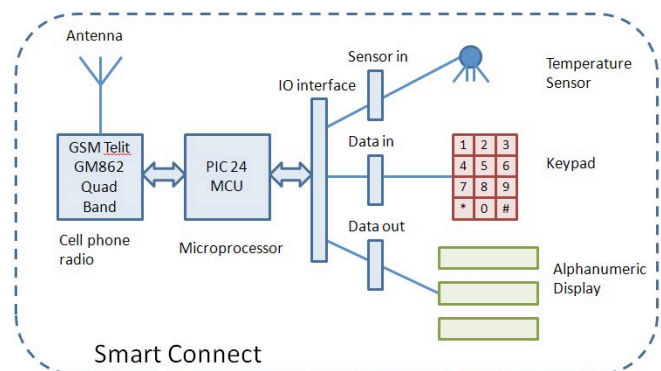 Antenna
Sensor in
Temperature
Sensor
IO interface
GSM Telit
GM862
Quad
Band
PIC 24
MCU
Data in
1 2 3
4 5 6
7 8 9
* 0 #
Keypad
Cell phone
radio
Microprocessor
Data out
Alphanumeric
Display
Smart Connect